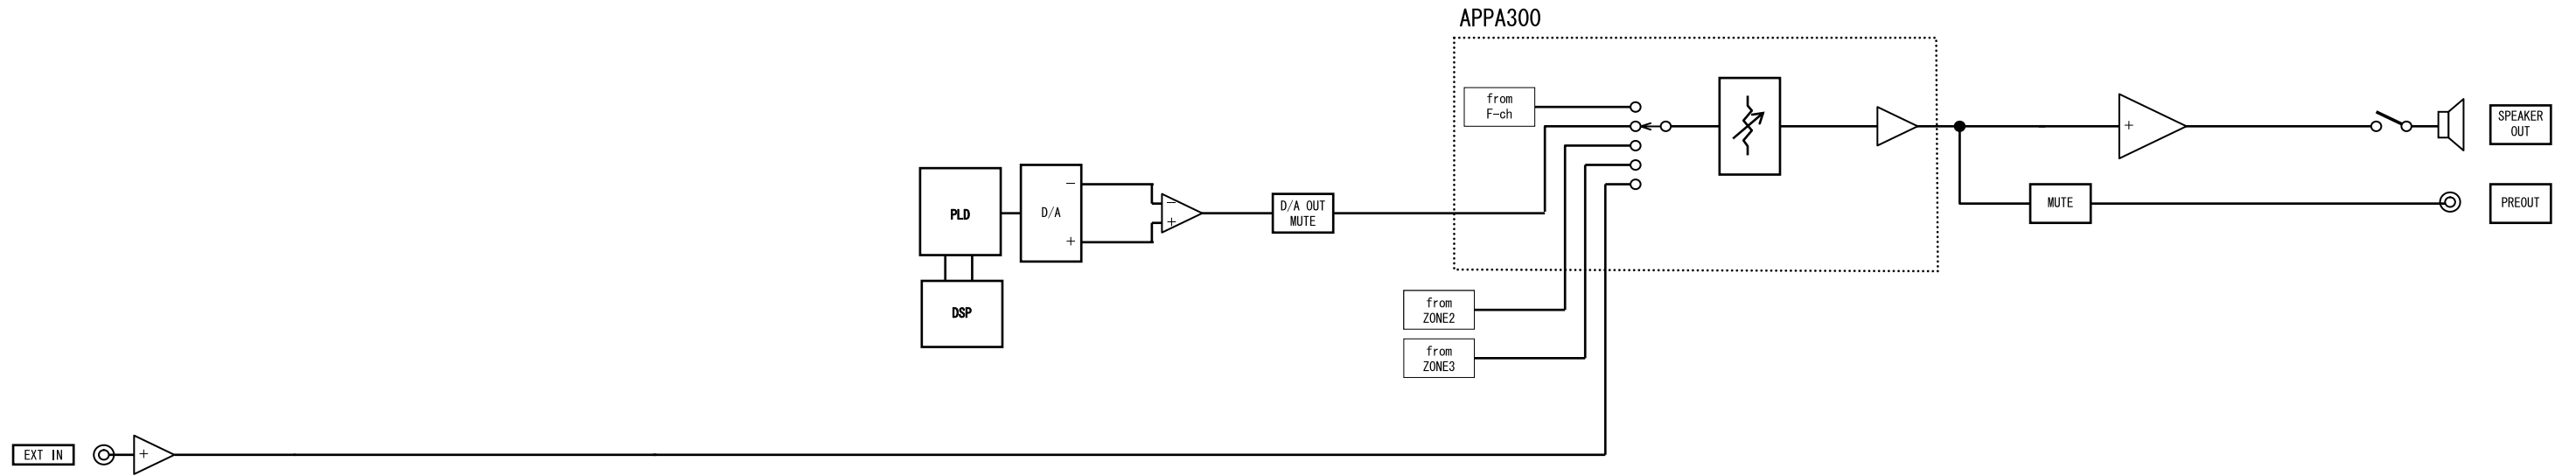 APPA300
from
F-ch
SPEAKER
OUT
PLD
−
D/A
+
−
+
D/A OUT
MUTE
+
MUTE
PREOUT
DSP
from
ZONE2
from
ZONE3
EXT IN
+